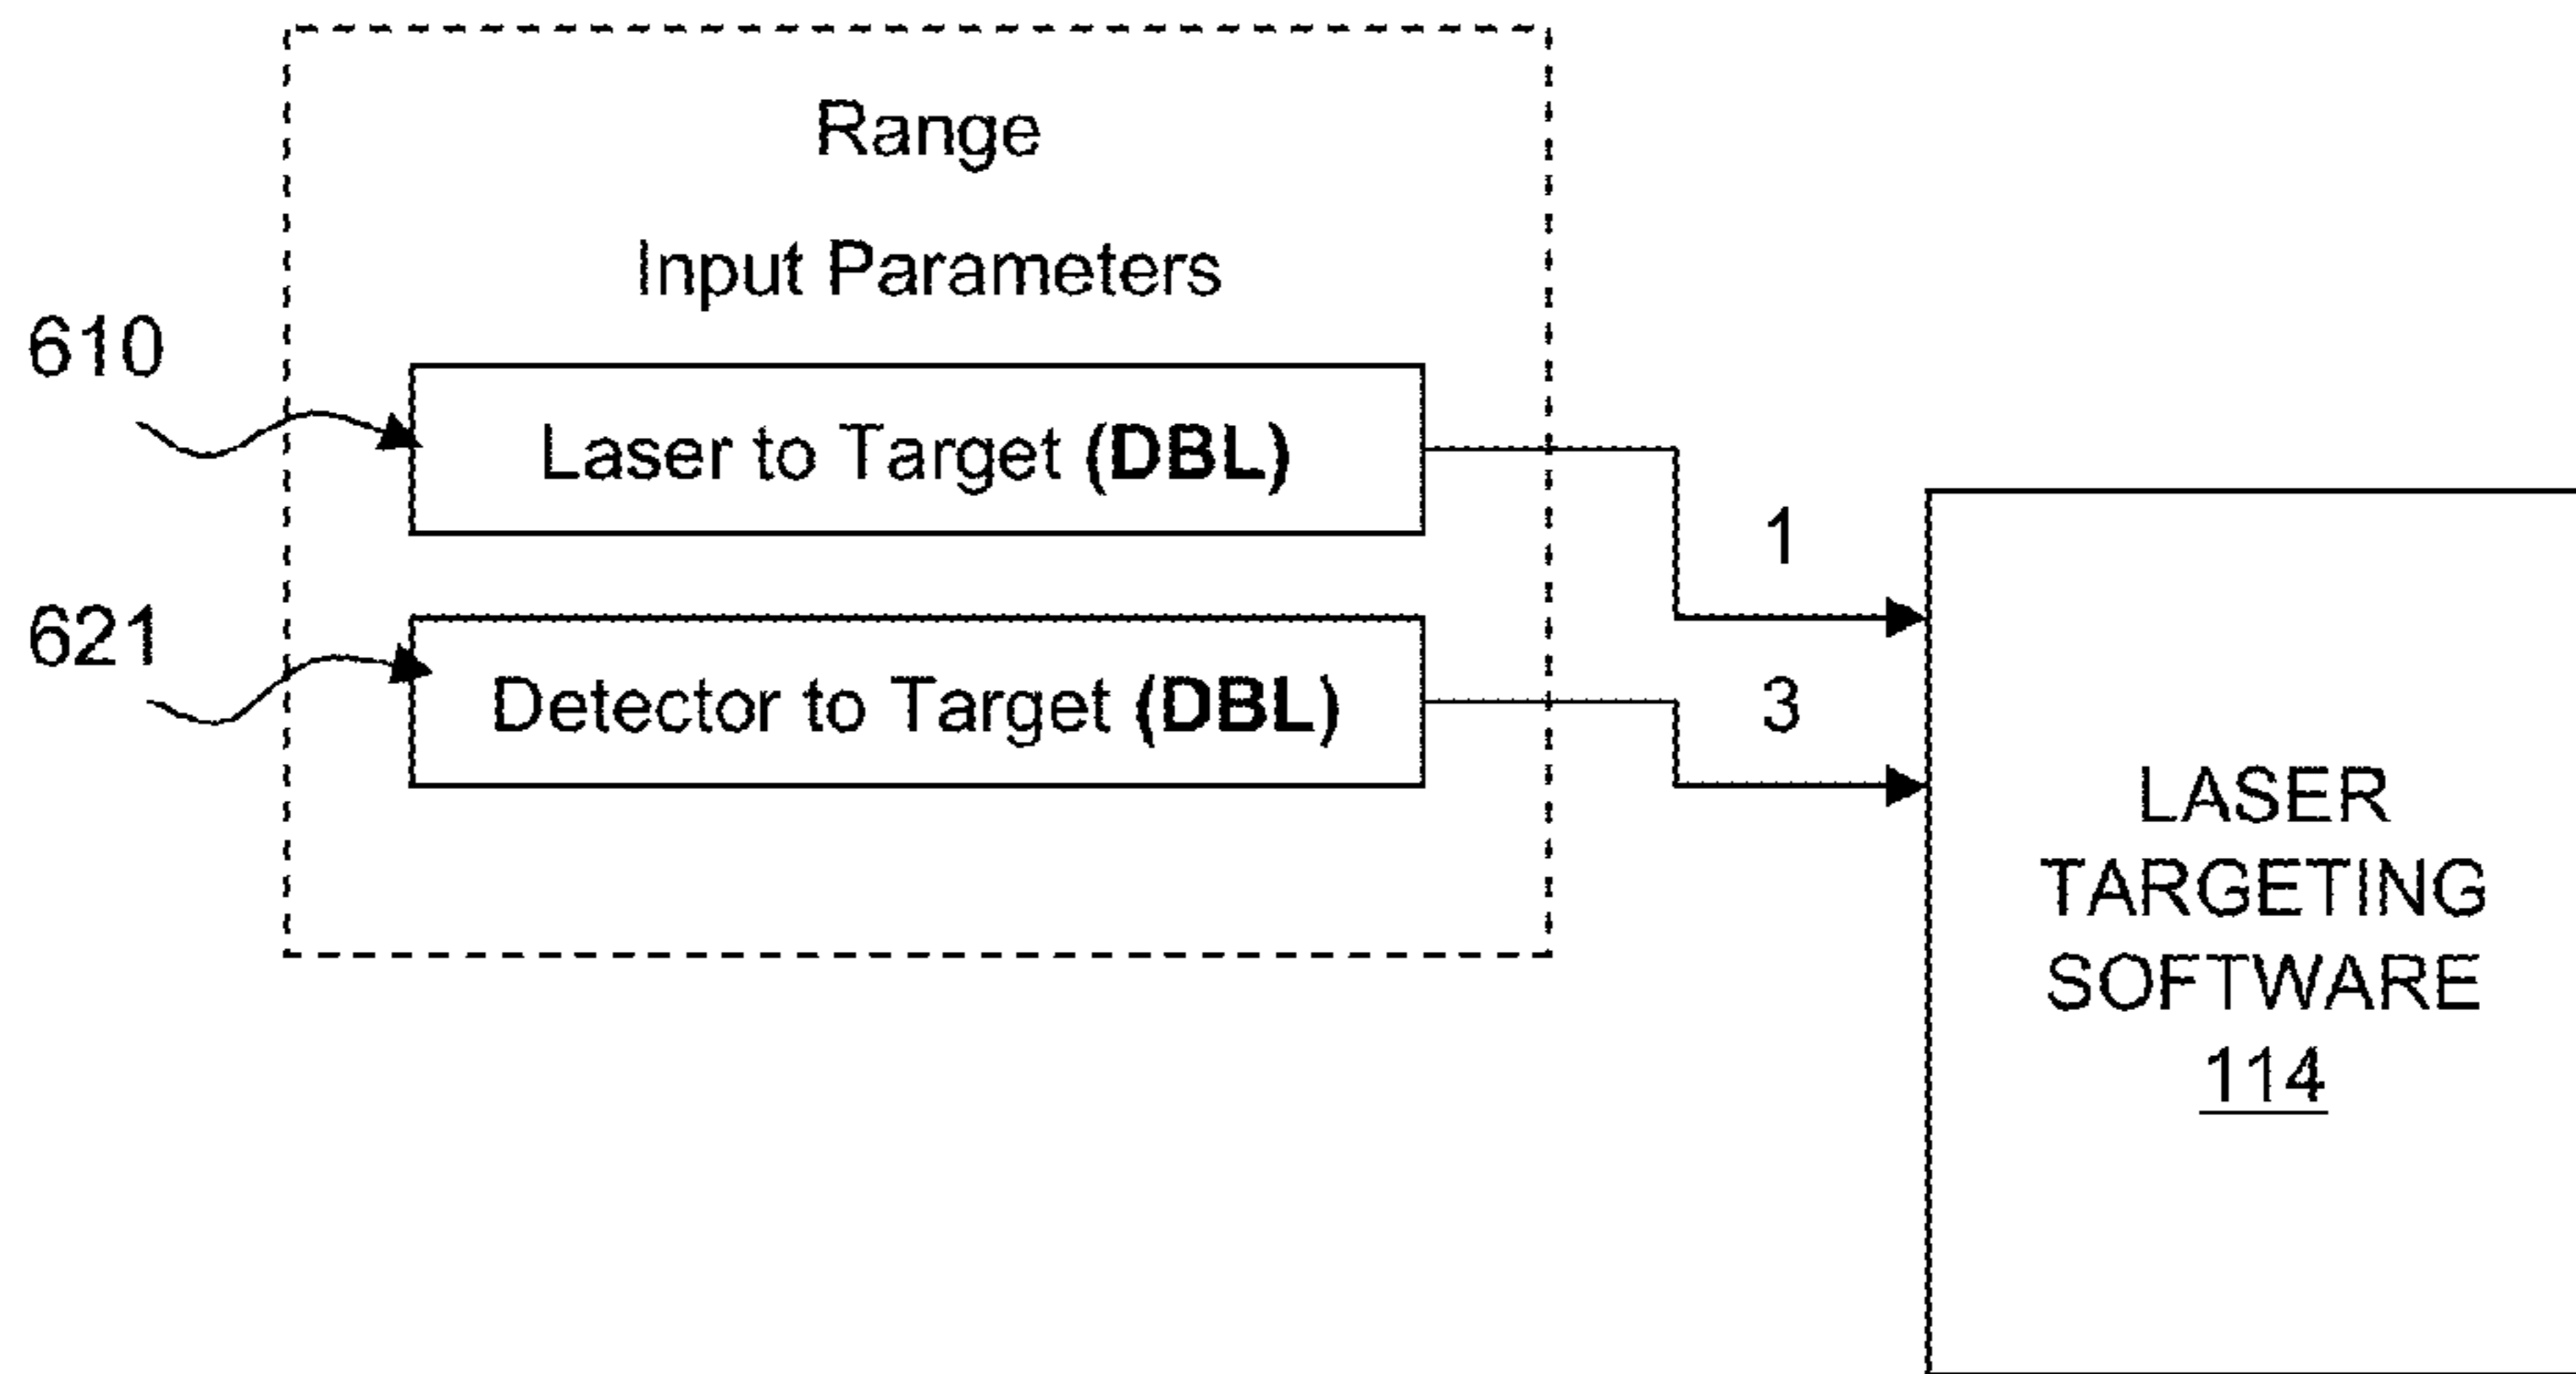 Range
Input Parameters
610
Laser to Target (DBL)
1
621
Detector to Target (DBL)
3
LASER
TARGETING
SOFTWARE
114